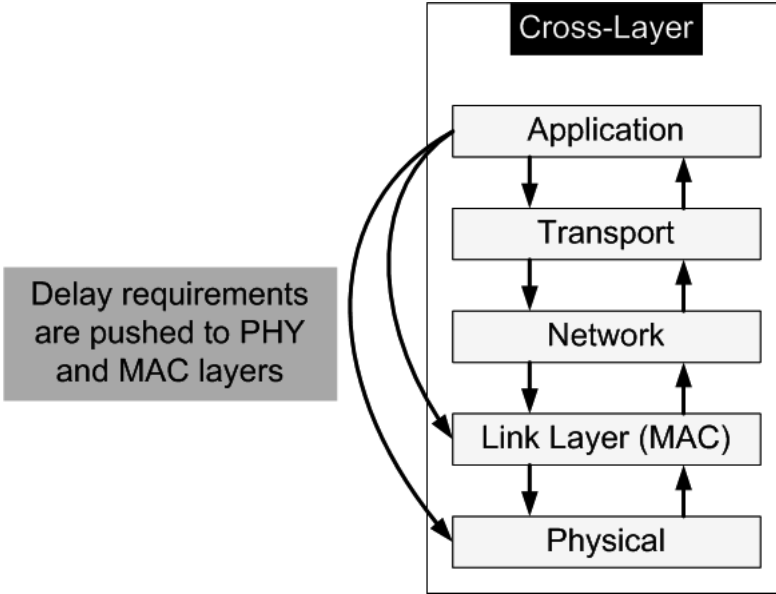 Cross-Layer
Application
Transport
Delay requirements
are pushed to PHY
and MAC layers
Network
Link Layer (MAC)
Physical